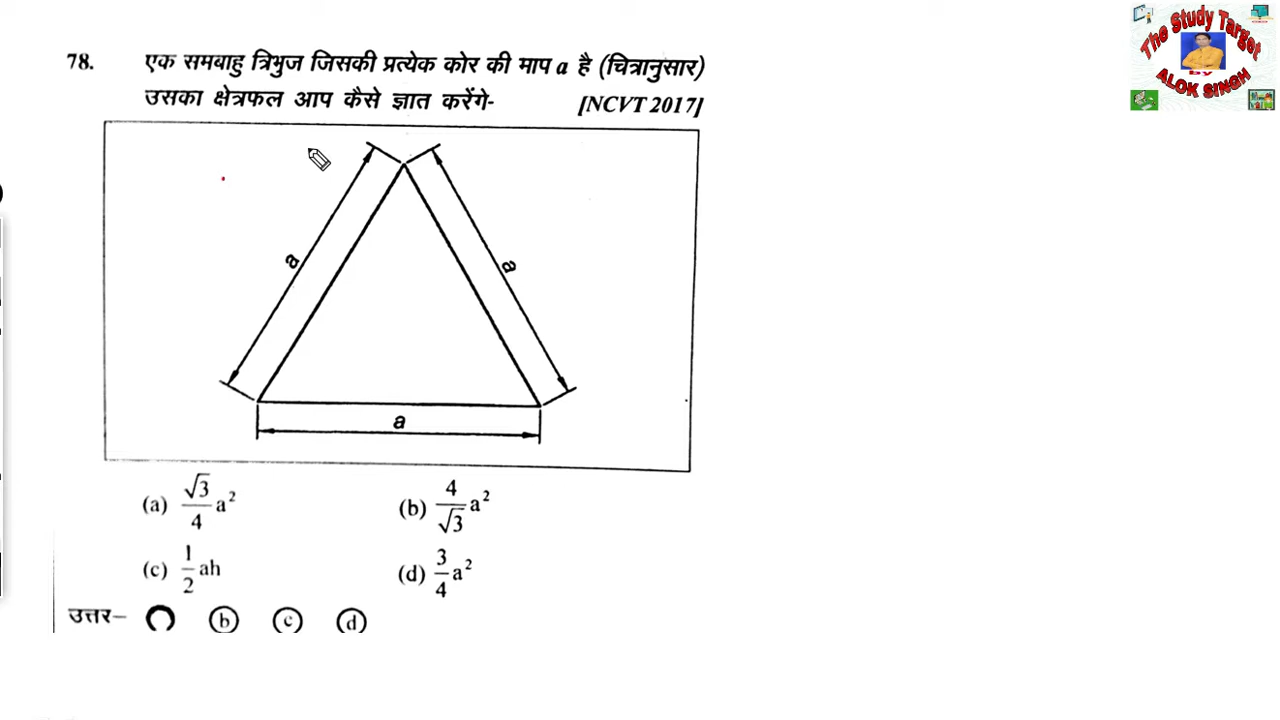 The Study Target
BY
ALOK SINGH
78. एक समबाहु त्रिभुज जिसकी प्रत्येक कोर की माप a है (चित्रानुसार)
उसका क्षेत्रफल आप कैसे ज्ञात करेंगे- [NCVT 2017]
a a
a
(a) √3/4 a² (b) 4/√3 a²
(c) 1/2 ah (d) 3/4 a²
उत्तर– b c d